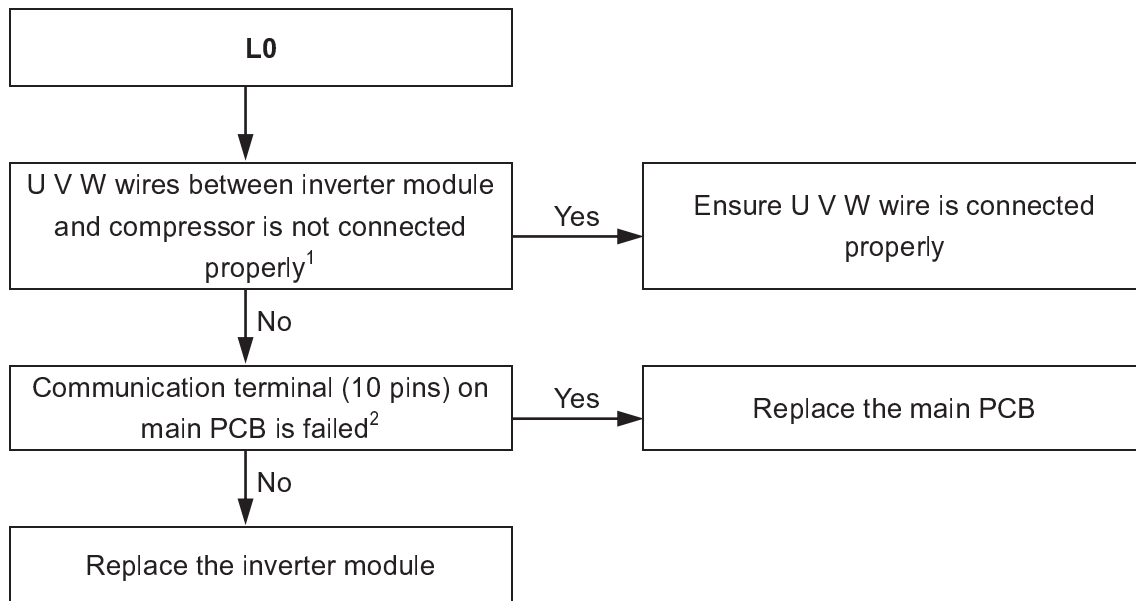 L0
U V W wires between inverter module
and compressor is not connected
properly1
Yes
Ensure U V W wire is connected
properly
No
Communication terminal (10 pins) on
main PCB is failed2
Yes
Replace the main PCB
No
Replace the inverter module